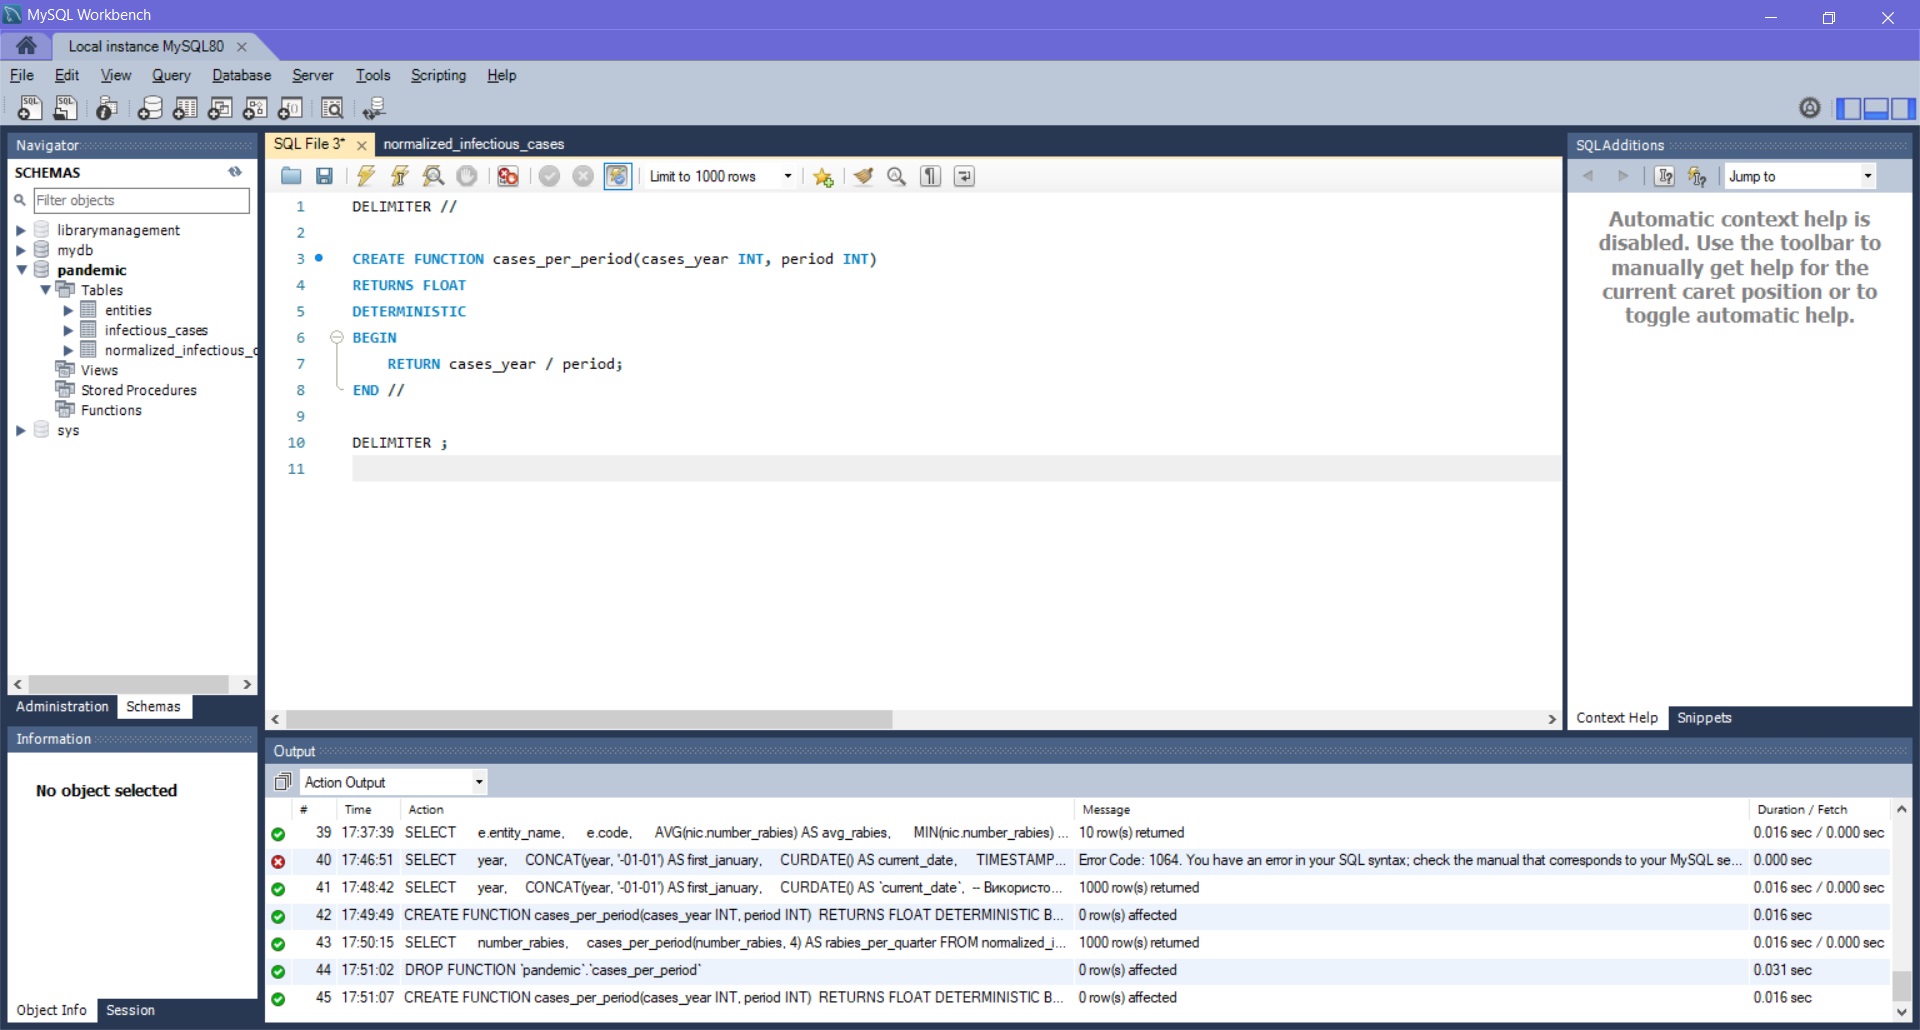 MySQL Workbench
Local instance MySQL80
File Edit View Query Database Server Tools Scripting Help
Navigator
SCHEMAS
Filter objects
librarymanagement
mydb
pandemic
Tables
entities
infectious_cases
normalized_infectious_c
Views
Stored Procedures
Functions
sys
Administration Schemas
Information
No object selected
Object Info Session
SQL File 3* normalized_infectious_cases
Limit to 1000 rows
1 DELIMITER //
2
3 CREATE FUNCTION cases_per_period(cases_year INT, period INT)
4 RETURNS FLOAT
5 DETERMINISTIC
6 BEGIN
7 RETURN cases_year / period;
8 END //
9
10 DELIMITER ;
11
SQLAdditions
Jump to
Automatic context help is
disabled. Use the toolbar to
manually get help for the
current caret position or to
toggle automatic help.
Context Help Snippets
Output
Action Output
# Time Action Message Duration / Fetch
39 17:37:39 SELECT e.entity_name, e.code, AVG(nic.number_rabies) AS avg_rabies, MIN(nic.number_rabies) ... 10 row(s) returned 0.016 sec / 0.000 sec
40 17:46:51 SELECT year, CONCAT(year, '-01-01') AS first_january, CURDATE() AS current_date, TIMESTAMP... Error Code: 1064. You have an error in your SQL syntax; check the manual that corresponds to your MySQL se... 0.000 sec
41 17:48:42 SELECT year, CONCAT(year, '-01-01') AS first_january, CURDATE() AS `current_date`, -- Використо... 1000 row(s) returned 0.016 sec / 0.000 sec
42 17:49:49 CREATE FUNCTION cases_per_period(cases_year INT, period INT) RETURNS FLOAT DETERMINISTIC B... 0 row(s) affected 0.016 sec
43 17:50:15 SELECT number_rabies, cases_per_period(number_rabies, 4) AS rabies_per_quarter FROM normalized_i... 1000 row(s) returned 0.016 sec / 0.000 sec
44 17:51:02 DROP FUNCTION `pandemic`.`cases_per_period` 0 row(s) affected 0.031 sec
45 17:51:07 CREATE FUNCTION cases_per_period(cases_year INT, period INT) RETURNS FLOAT DETERMINISTIC B... 0 row(s) affected 0.016 sec